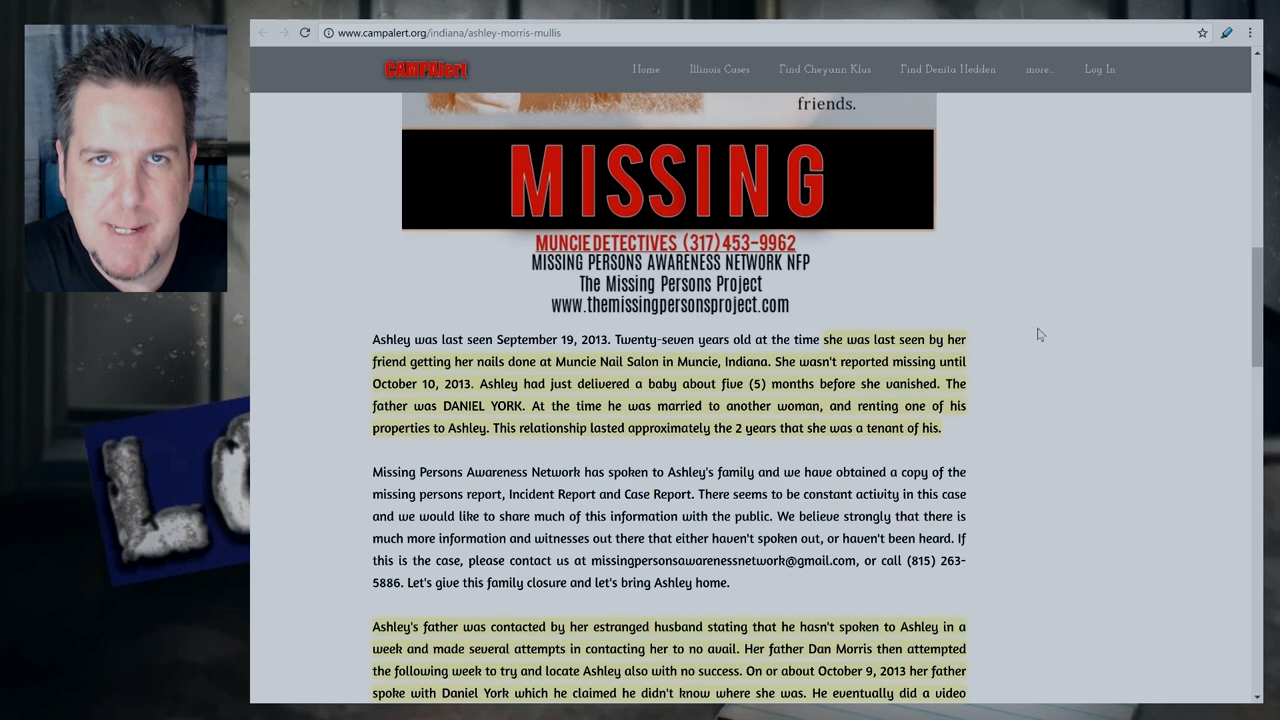 www.campalert.org/indiana/ashley-morris-mullis
CAMPAlert
Home
Illinois Cases
Find Cheyann Klus
Find Denita Hedden
more...
Log In
friends.
MISSING
MUNCIE DETECTIVES (317) 453-9962
MISSING PERSONS AWARENESS NETWORK NFP
The Missing Persons Project
www.themissingpersonsproject.com
Ashley was last seen September 19, 2013. Twenty-seven years old at the time she was last seen by her
friend getting her nails done at Muncie Nail Salon in Muncie, Indiana. She wasn't reported missing until
October 10, 2013. Ashley had just delivered a baby about five (5) months before she vanished. The
father was DANIEL YORK. At the time he was married to another woman, and renting one of his
properties to Ashley. This relationship lasted approximately the 2 years that she was a tenant of his.
Missing Persons Awareness Network has spoken to Ashley's family and we have obtained a copy of the
missing persons report, Incident Report and Case Report. There seems to be constant activity in this case
and we would like to share much of this information with the public. We believe strongly that there is
much more information and witnesses out there that either haven't spoken out, or haven't been heard. If
this is the case, please contact us at missingpersonsawarenessnetwork@gmail.com, or call (815) 263-
5886. Let's give this family closure and let's bring Ashley home.
Ashley's father was contacted by her estranged husband stating that he hasn't spoken to Ashley in a
week and made several attempts in contacting her to no avail. Her father Dan Morris then attempted
the following week to try and locate Ashley also with no success. On or about October 9, 2013 her father
spoke with Daniel York which he claimed he didn't know where she was. He eventually did a video